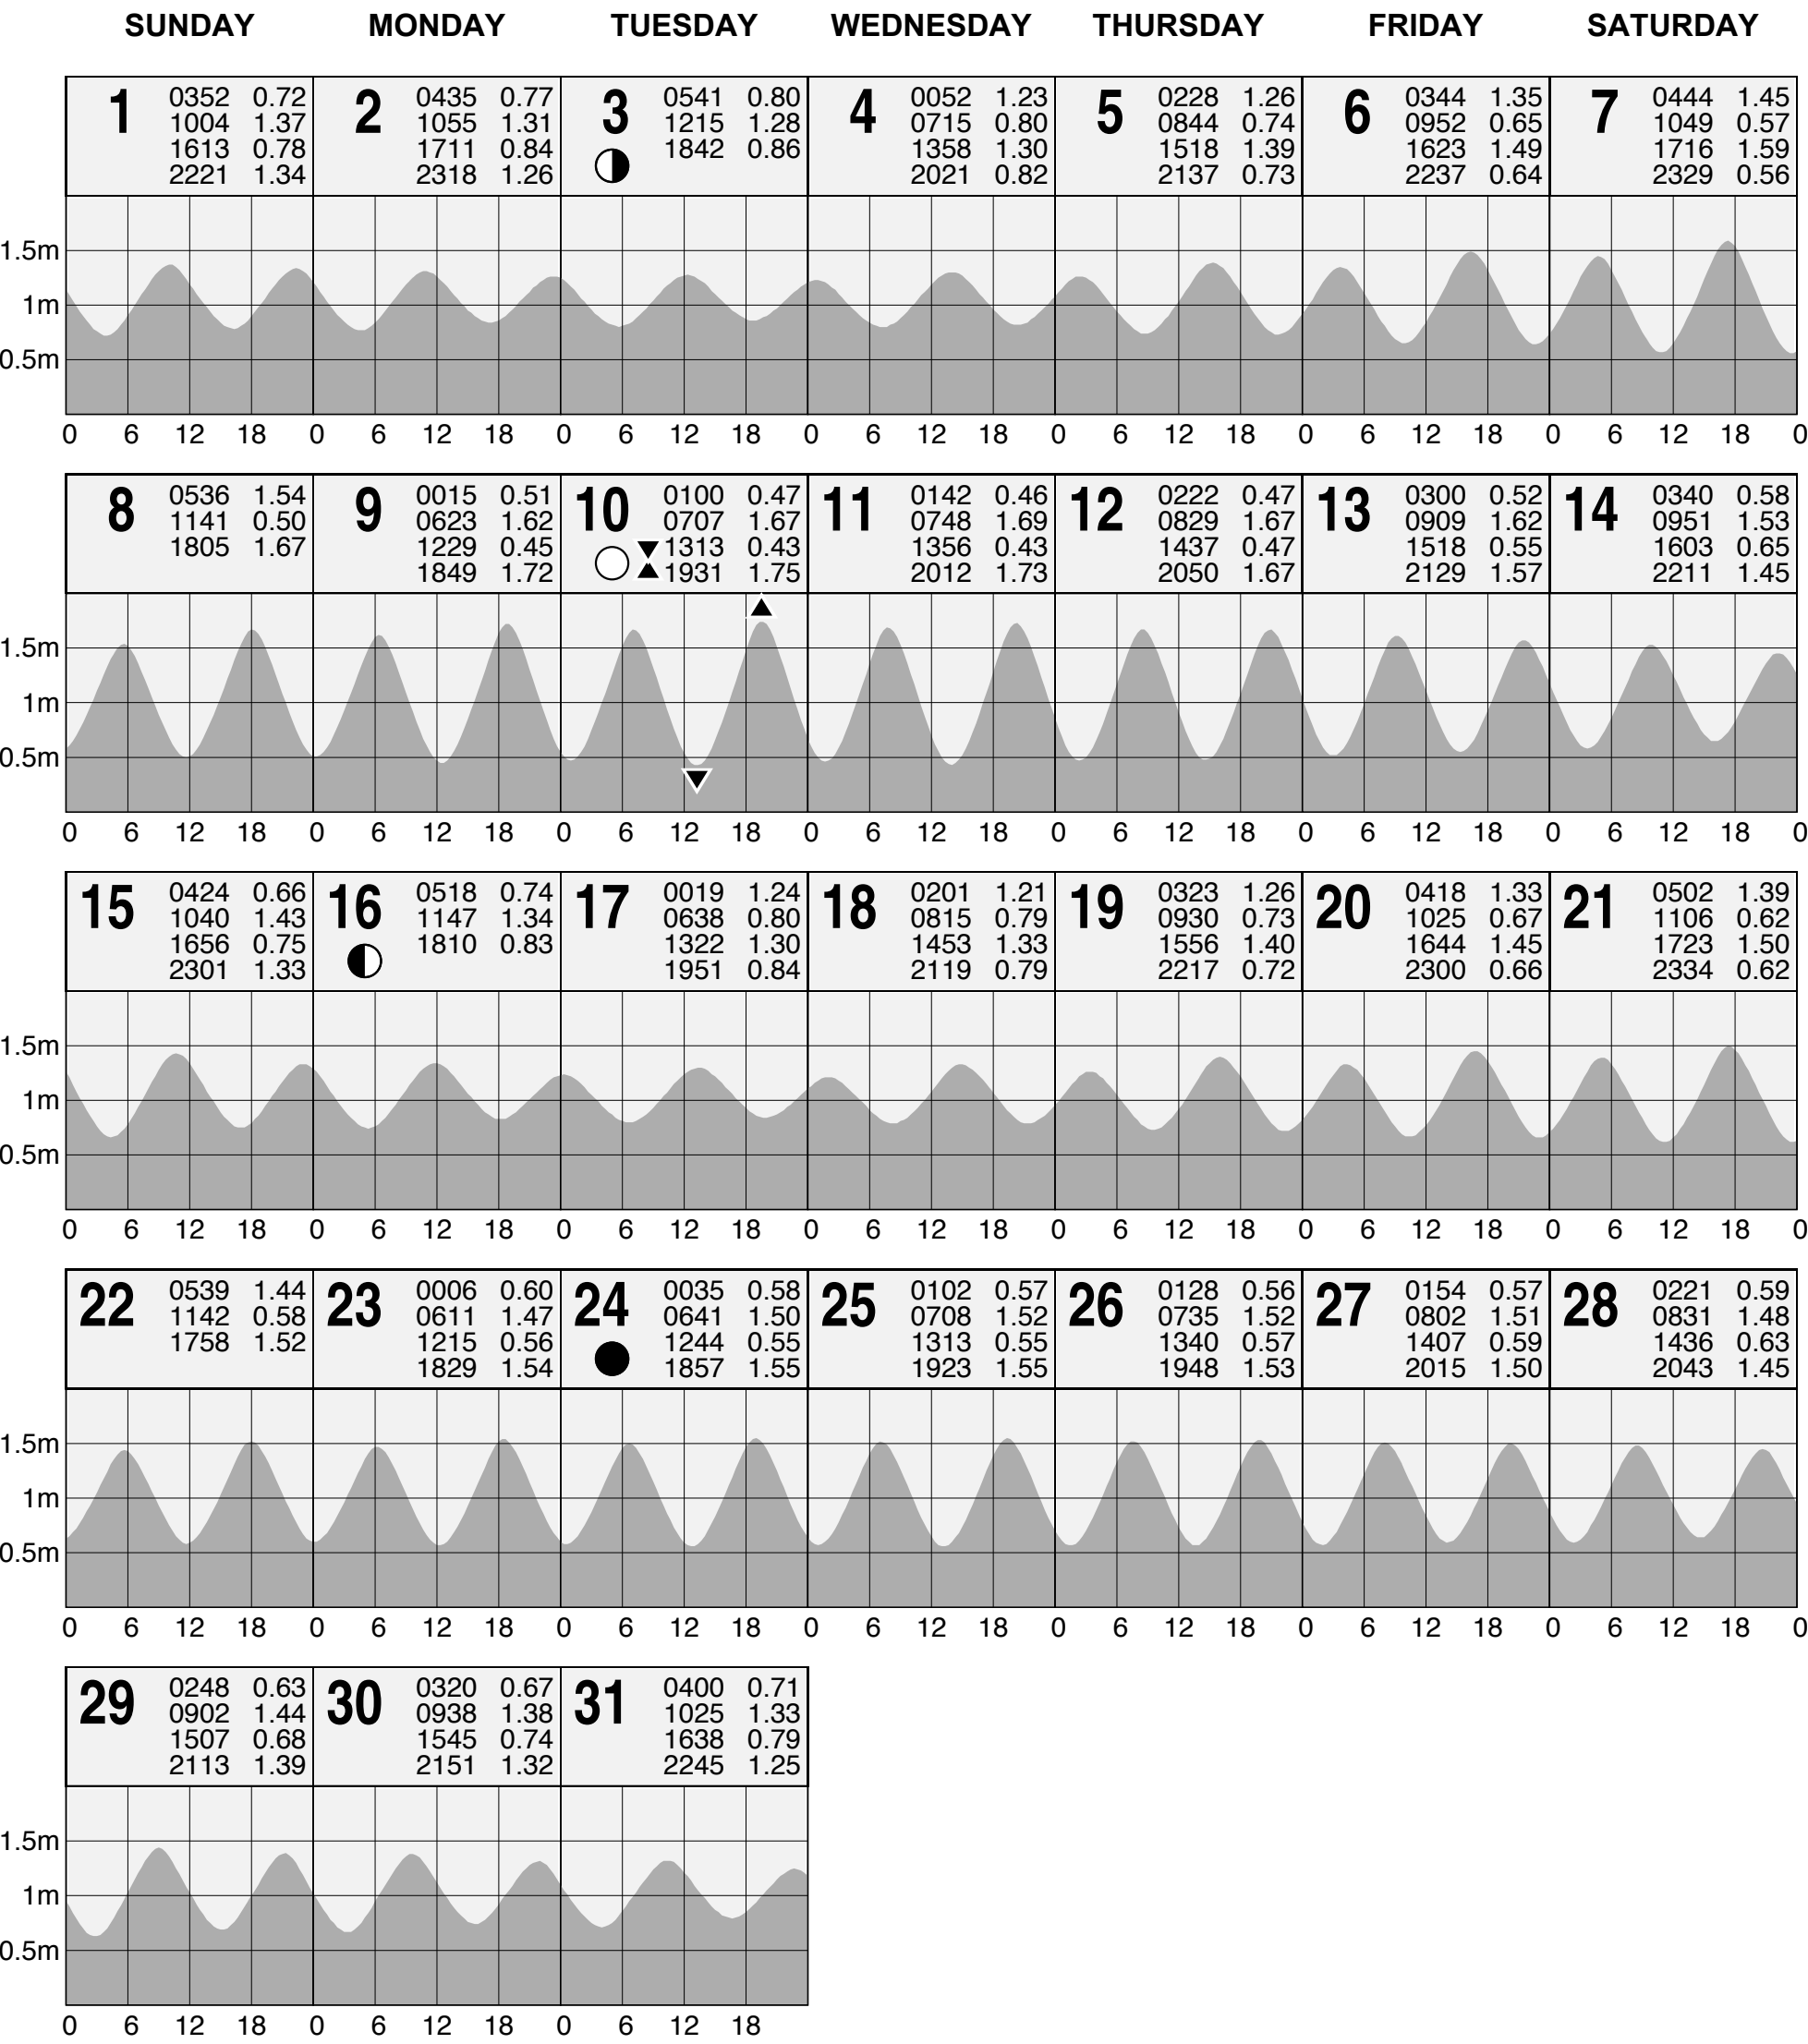 SUNDAY MONDAY TUESDAY WEDNESDAY THURSDAY FRIDAY SATURDAY
1 0352 0.72 2 0435 0.77 3 0541 0.80 4 0052 1.23 5 0228 1.26 6 0344 1.35 7 0444 1.45
1004 1.37 1055 1.31 1215 1.28 0715 0.80 0844 0.74 0952 0.65 1049 0.57
1613 0.78 1711 0.84 1842 0.86 1358 1.30 1518 1.39 1623 1.49 1716 1.59
2221 1.34 2318 1.26 2021 0.82 2137 0.73 2237 0.64 2329 0.56
1.5m
1m
0.5m
0 6 12 18 0 6 12 18 0 6 12 18 0 6 12 18 0 6 12 18 0 6 12 18 0 6 12 18 0
8 0536 1.54 9 0015 0.51 10 0100 0.47 11 0142 0.46 12 0222 0.47 13 0300 0.52 14 0340 0.58
1141 0.50 0623 1.62 0707 1.67 0748 1.69 0829 1.67 0909 1.62 0951 1.53
1805 1.67 1229 0.45 1313 0.43 1356 0.43 1437 0.47 1518 0.55 1603 0.65
1849 1.72 1931 1.75 2012 1.73 2050 1.67 2129 1.57 2211 1.45
1.5m
1m
0.5m
0 6 12 18 0 6 12 18 0 6 12 18 0 6 12 18 0 6 12 18 0 6 12 18 0 6 12 18 0
15 0424 0.66 16 0518 0.74 17 0019 1.24 18 0201 1.21 19 0323 1.26 20 0418 1.33 21 0502 1.39
1040 1.43 1147 1.34 0638 0.80 0815 0.79 0930 0.73 1025 0.67 1106 0.62
1656 0.75 1810 0.83 1322 1.30 1453 1.33 1556 1.40 1644 1.45 1723 1.50
2301 1.33 1951 0.84 2119 0.79 2217 0.72 2300 0.66 2334 0.62
1.5m
1m
0.5m
0 6 12 18 0 6 12 18 0 6 12 18 0 6 12 18 0 6 12 18 0 6 12 18 0 6 12 18 0
22 0539 1.44 23 0006 0.60 24 0035 0.58 25 0102 0.57 26 0128 0.56 27 0154 0.57 28 0221 0.59
1142 0.58 0611 1.47 0641 1.50 0708 1.52 0735 1.52 0802 1.51 0831 1.48
1758 1.52 1215 0.56 1244 0.55 1313 0.55 1340 0.57 1407 0.59 1436 0.63
1829 1.54 1857 1.55 1923 1.55 1948 1.53 2015 1.50 2043 1.45
1.5m
1m
0.5m
0 6 12 18 0 6 12 18 0 6 12 18 0 6 12 18 0 6 12 18 0 6 12 18 0 6 12 18 0
29 0248 0.63 30 0320 0.67 31 0400 0.71
0902 1.44 0938 1.38 1025 1.33
1507 0.68 1545 0.74 1638 0.79
2113 1.39 2151 1.32 2245 1.25
1.5m
1m
0.5m
0 6 12 18 0 6 12 18 0 6 12 18